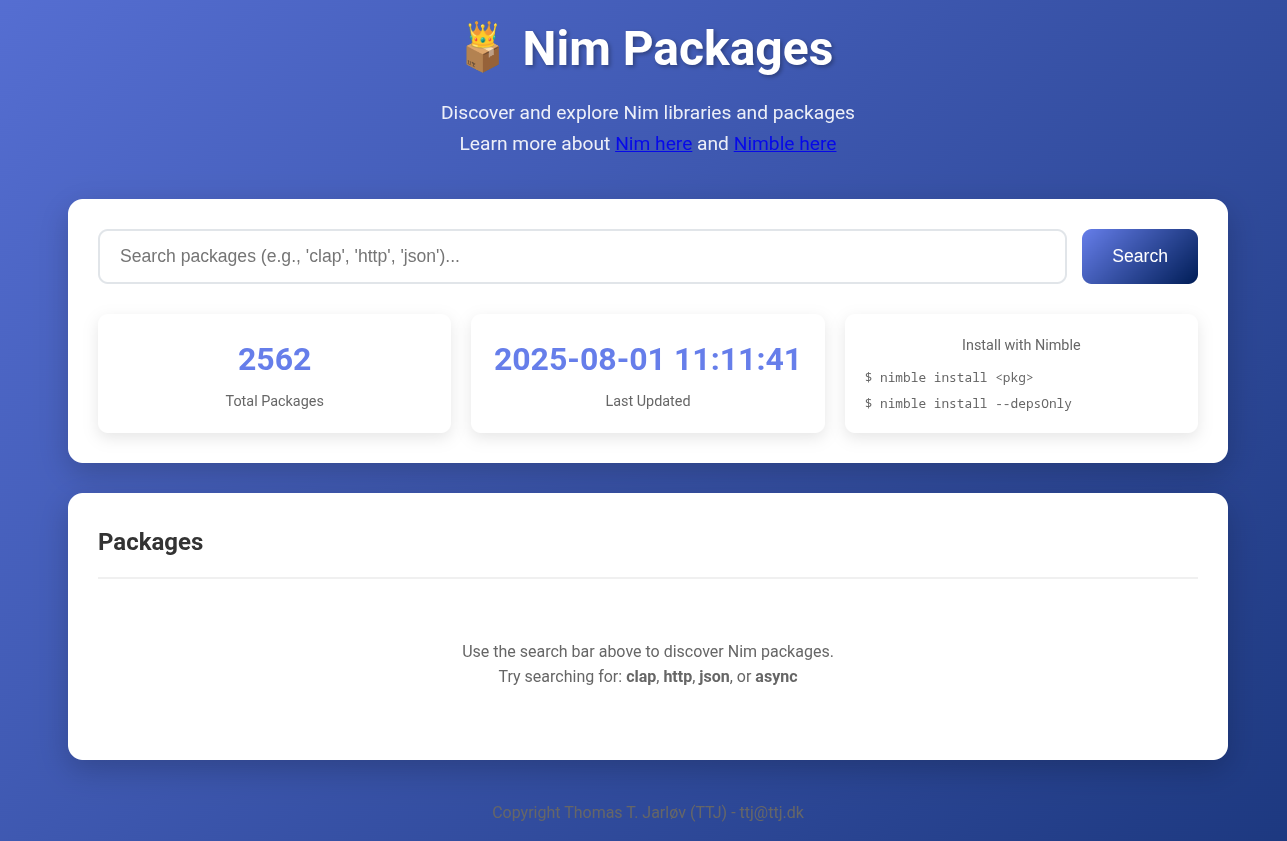 Nim Packages
Discover and explore Nim libraries and packages
Learn more about Nim here and Nimble here
Search packages (e.g., 'clap', 'http', 'json')...
Search
2562
Total Packages
2025-08-01 11:11:41
Last Updated
Install with Nimble
$ nimble install <pkg>
$ nimble install --depsOnly
Packages
Use the search bar above to discover Nim packages.
Try searching for: clap, http, json, or async
Copyright Thomas T. Jarløv (TTJ) - ttj@ttj.dk